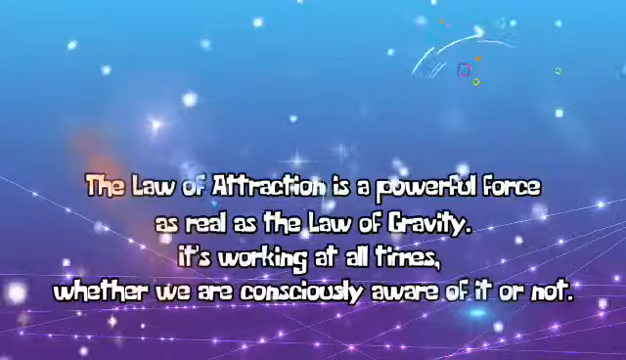 The Law of Attraction is a powerful force
as real as the Law of Gravity.
it's working at all times,
whether we are consciously aware of it or not.